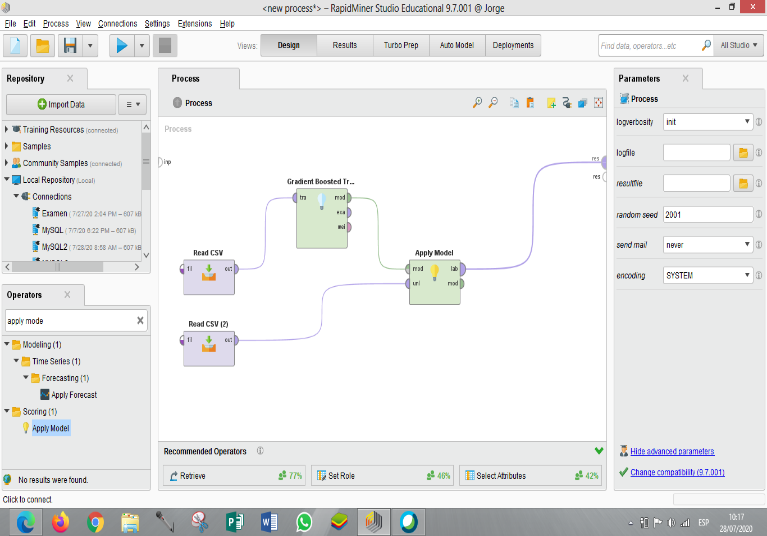 <new process*> – RapidMiner Studio Educational 9.7.001 @ Jorge
File Edit Process View Connections Settings Extensions Help
Views: Design Results Turbo Prep Auto Model Deployments Find data, operators...etc All Studio
Repository
Import Data
Training Resources (connected)
Samples
Community Samples (connected)
Local Repository (Local)
Connections
Examen (7/27/20 2:04 PM – 607 kB
MySQL (7/7/20 6:22 PM – 607 kB)
MySQL2 (7/28/20 8:58 AM – 607 kB
Operators
apply mode
Modeling (1)
Time Series (1)
Forecasting (1)
Apply Forecast
Scoring (1)
Apply Model
No results were found.
Click to connect
Process
Process
Process
inp
res
res
Gradient Boosted Tr...
tra mod
exa
wei
Read CSV
fil out
Read CSV (2)
fil out
Apply Model
mod lab
unl mod
Recommended Operators
Retrieve 77% Set Role 46% Select Attributes 42%
Parameters
Process
logverbosity init
logfile
resultfile
random seed 2001
send mail never
encoding SYSTEM
Hide advanced parameters
Change compatibility (9.7.001)
ESP
10:17
28/07/2020